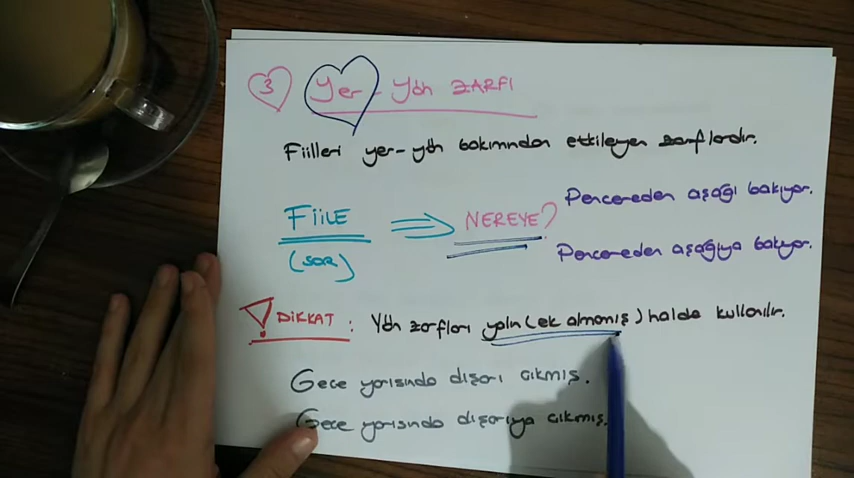 3 Yer - Yön ZARFI
Fiilleri yer-yön bakımından etkileyen zarflardır.
FİİLE ⇒ NEREYE?
(SOR)
Pencereden aşağı bakıyor.
Pencereden aşağıya bakıyor.
! DİKKAT : Yön zarfları yalın (ek almamış) halde kullanılır.
Gece yarısında dışarı çıkmış.
Gece yarısında dışarıya çıkmış.